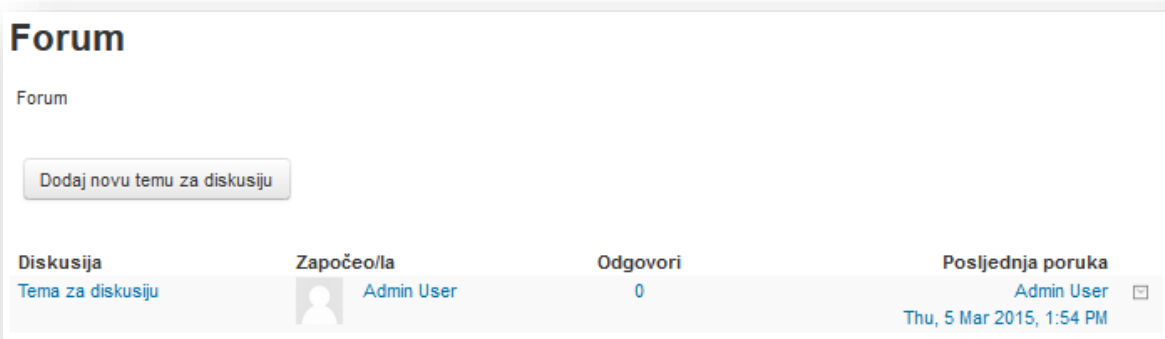 Forum
Forum
Dodaj novu temu za diskusiju
Diskusija Započeo/la Odgovori Posljednja poruka
Tema za diskusiju Admin User 0 Admin User
Thu, 5 Mar 2015, 1:54 PM